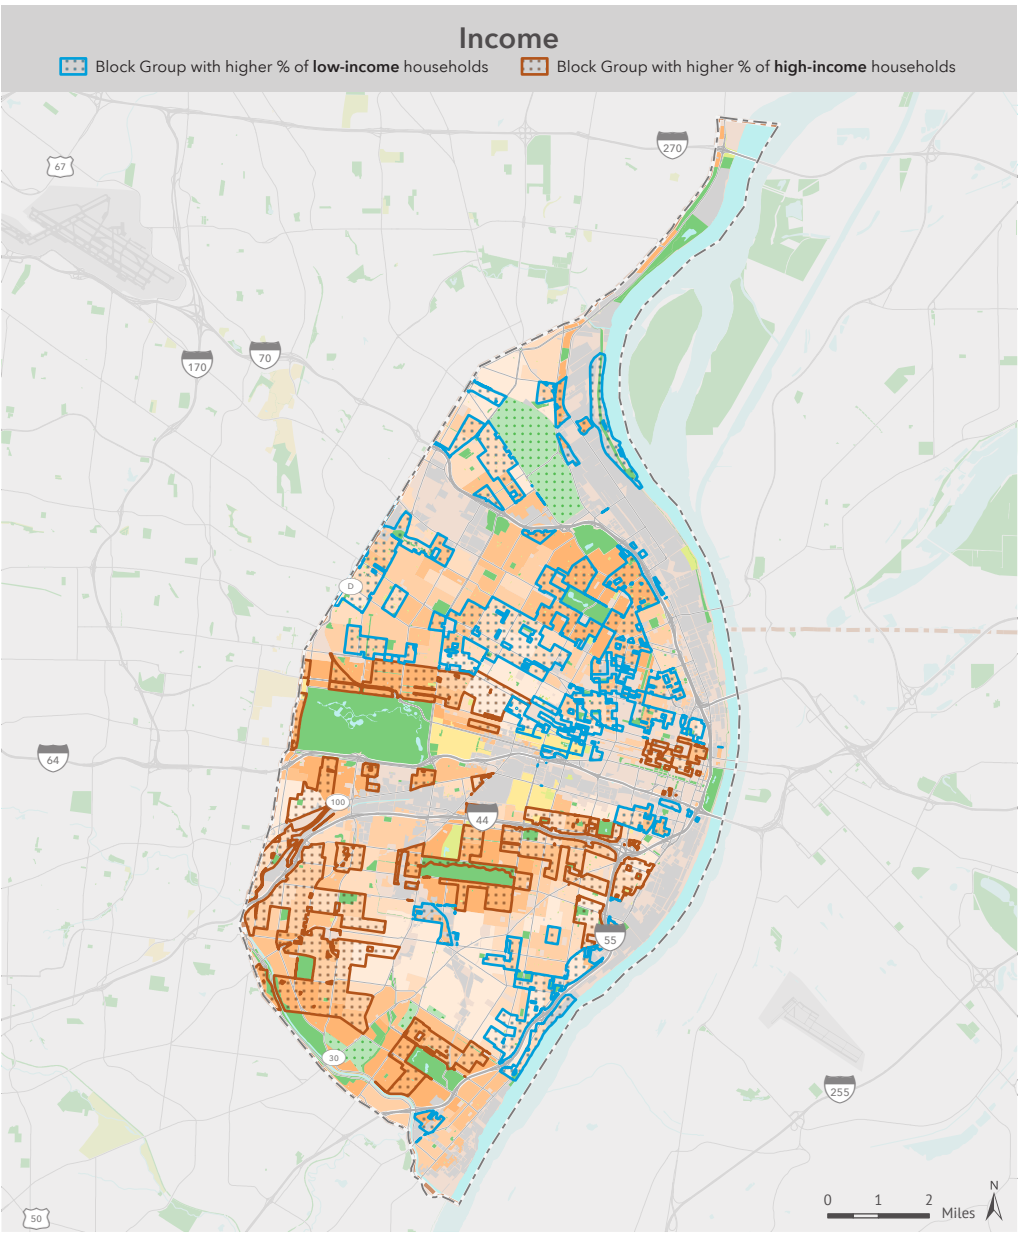 Income
Block Group with higher % of low-income households
Block Group with higher % of high-income households
270
67
70
170
D
64
100
44
55
30
255
N
0 1 2
Miles
50